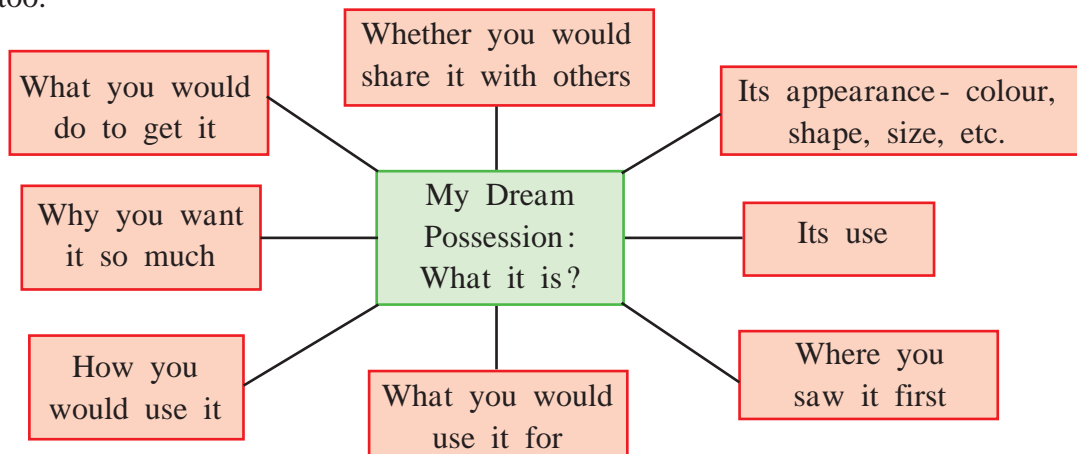 too.
Whether you would
share it with others
What you would
do to get it
Its appearance - colour,
shape, size, etc.
My Dream
Possession:
What it is?
Why you want
it so much
Its use
How you
would use it
What you would
use it for
Where you
saw it first